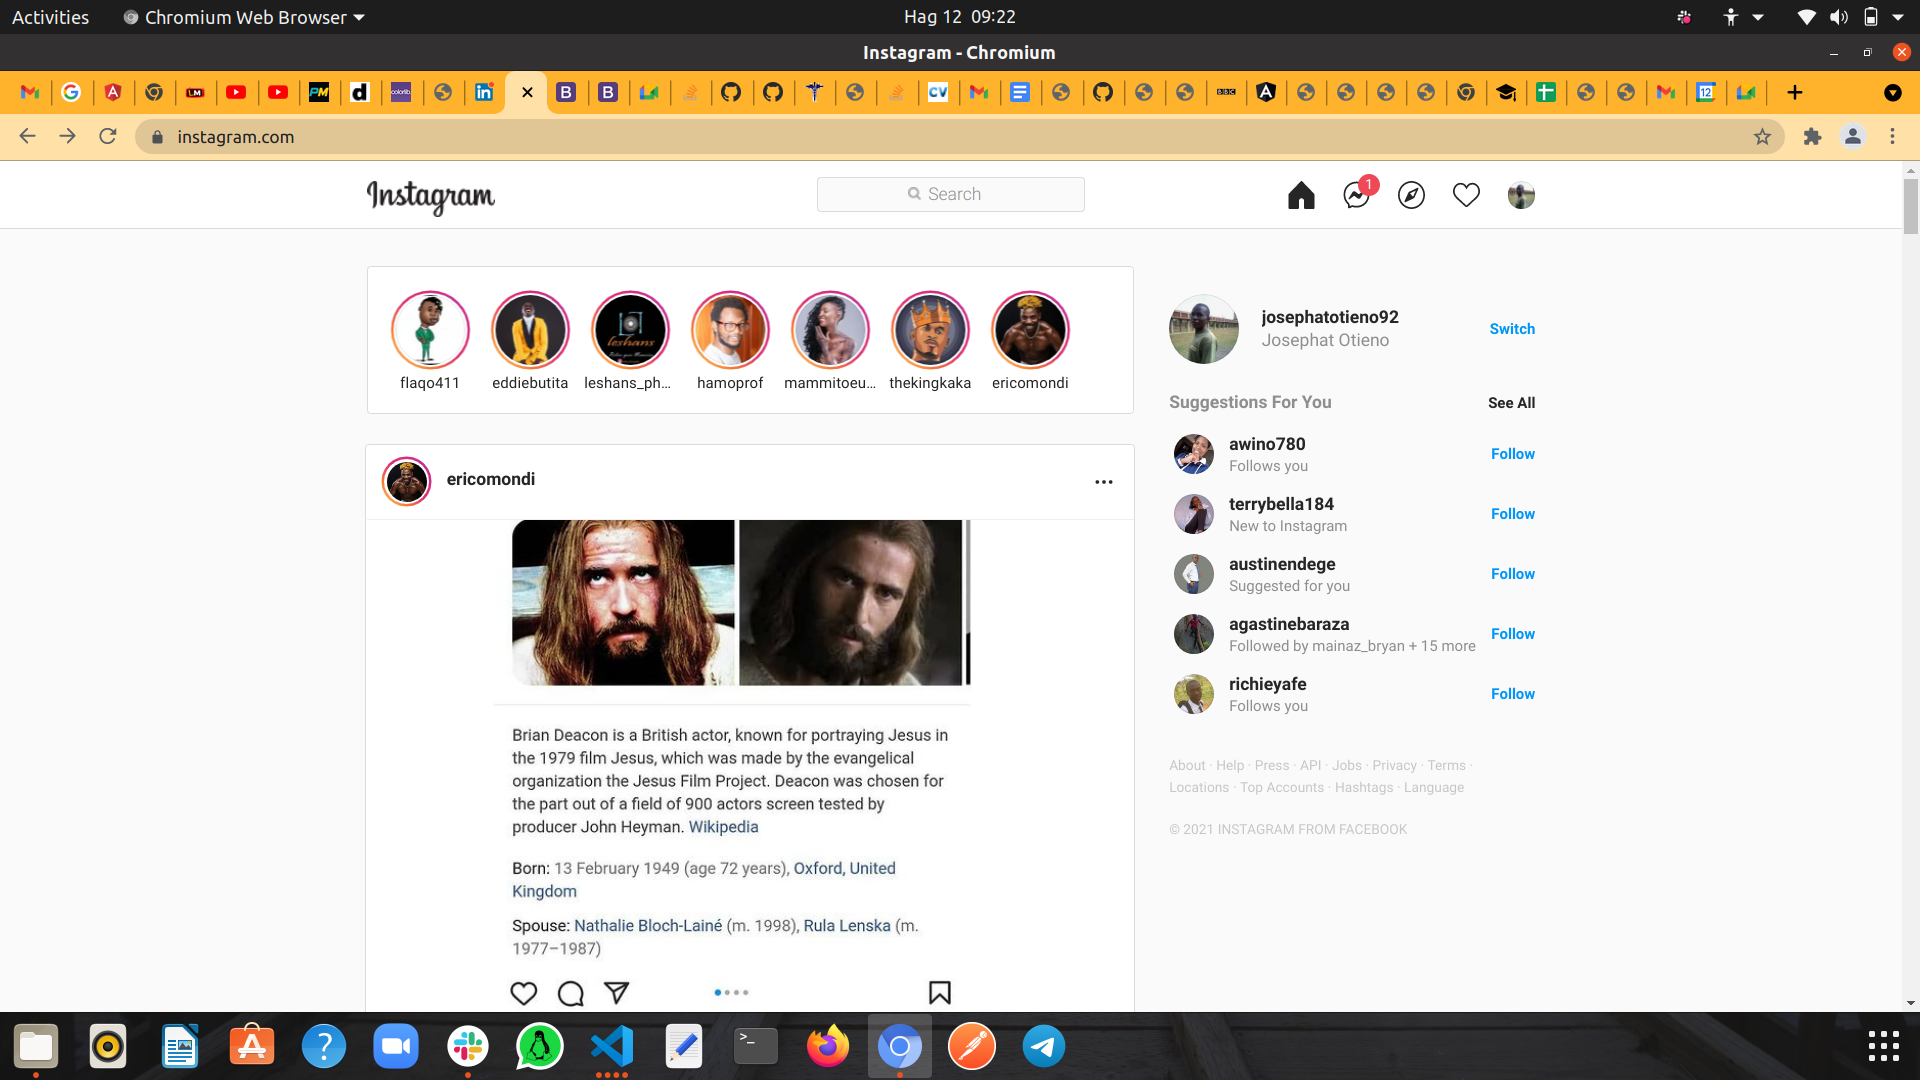 Activities
Chromium Web Browser
Hag 12 09:22
Instagram - Chromium
instagram.com
Instagram
Search
1
flaqo411
eddiebutita
leshans_ph...
hamoprof
mammitoeu...
thekingkaka
ericomondi
josephatotieno92
Josephat Otieno
Switch
Suggestions For You
See All
awino780
Follows you
Follow
terrybella184
New to Instagram
Follow
austinendege
Suggested for you
Follow
agastinebaraza
Followed by mainaz_bryan + 15 more
Follow
richieyafe
Follows you
Follow
About · Help · Press · API · Jobs · Privacy · Terms ·
Locations · Top Accounts · Hashtags · Language
© 2021 INSTAGRAM FROM FACEBOOK
ericomondi
Brian Deacon is a British actor, known for portraying Jesus in
the 1979 film Jesus, which was made by the evangelical
organization the Jesus Film Project. Deacon was chosen for
the part out of a field of 900 actors screen tested by
producer John Heyman. Wikipedia
Born: 13 February 1949 (age 72 years), Oxford, United
Kingdom
Spouse: Nathalie Bloch-Lainé (m. 1998), Rula Lenska (m.
1977–1987)